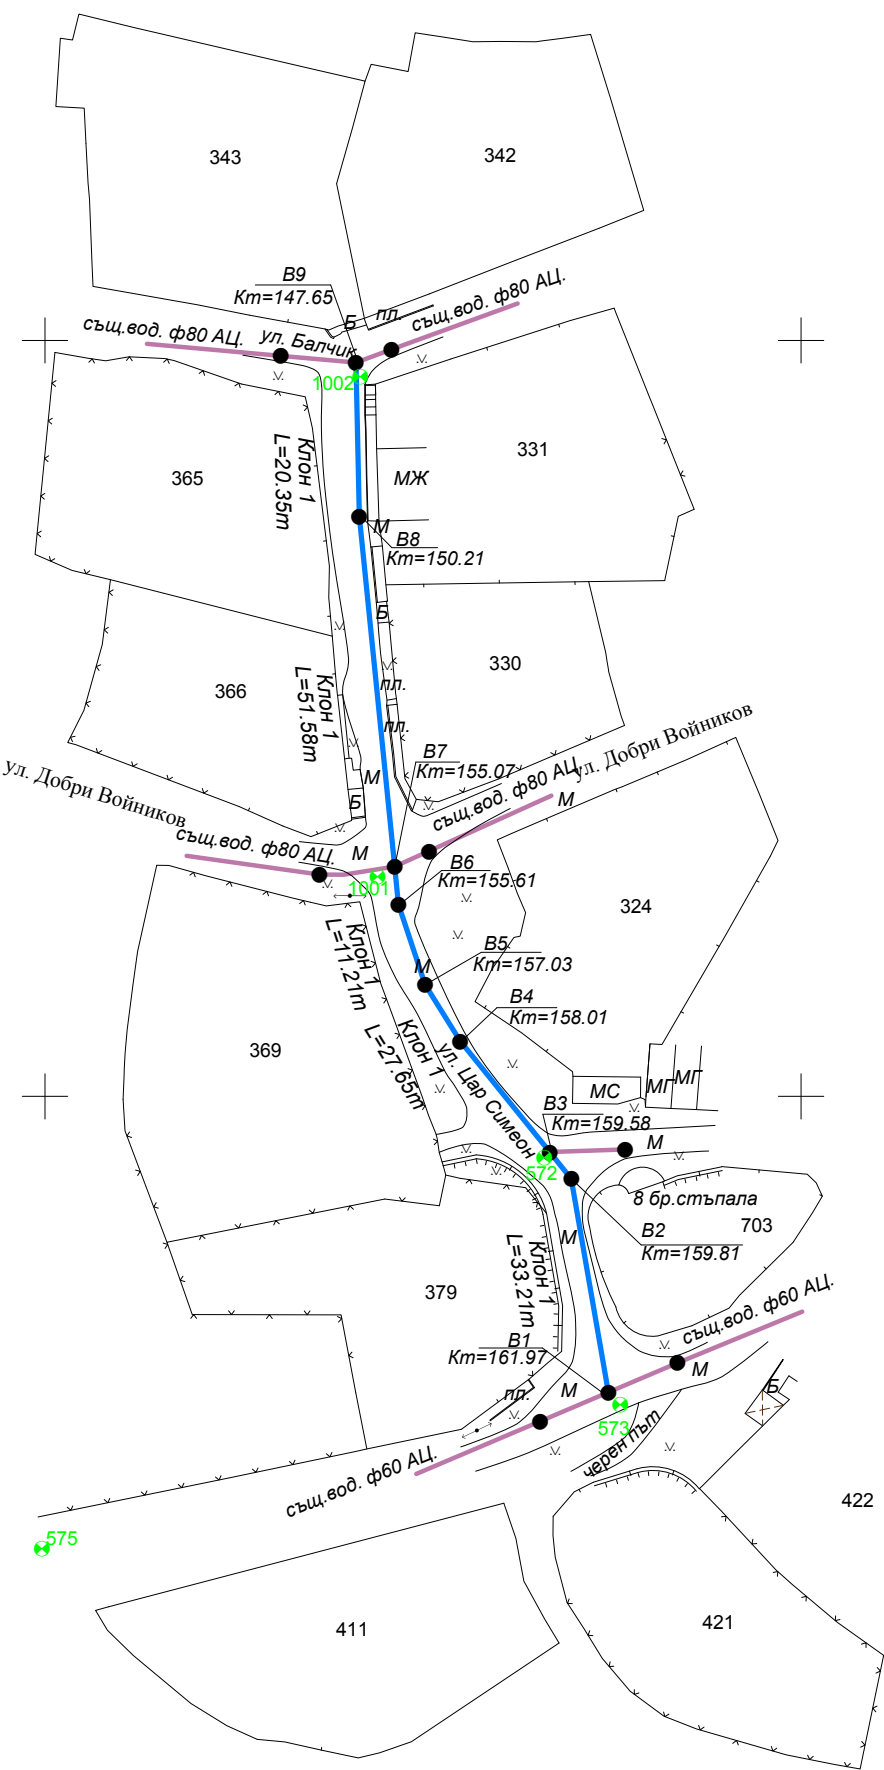 343
342
В9
Кт=147.65
Б
пл.
същ.вод. ф80 АЦ.
същ.вод. ф80 АЦ.
ул. Балчик
1002
Клон 1
L=20.35m
365
331
МЖ
М
В8
Кт=150.21
Б
366
330
Клон 1
L=51.58m
пл.
пл.
ул. Добри Войников
ул. Добри Войников
В7
Кт=155.07
М
Б
същ.вод. ф80 АЦ.
М
същ.вод. ф80 АЦ.
М
1001
В6
Кт=155.61
324
Клон 1
L=11.21m
В5
Кт=157.03
М
В4
Кт=158.01
369
Клон 1
L=27.65m
ул. Цар Симеон
МС
МГ
МГ
В3
Кт=159.58
М
572
8 бр.стъпала
703
М
В2
Кт=159.81
Клон 1
L=33.21m
379
същ.вод. ф60 АЦ.
В1
Кт=161.97
М
М
пл.
Б
573
черен път
същ.вод. ф60 АЦ.
422
575
411
421